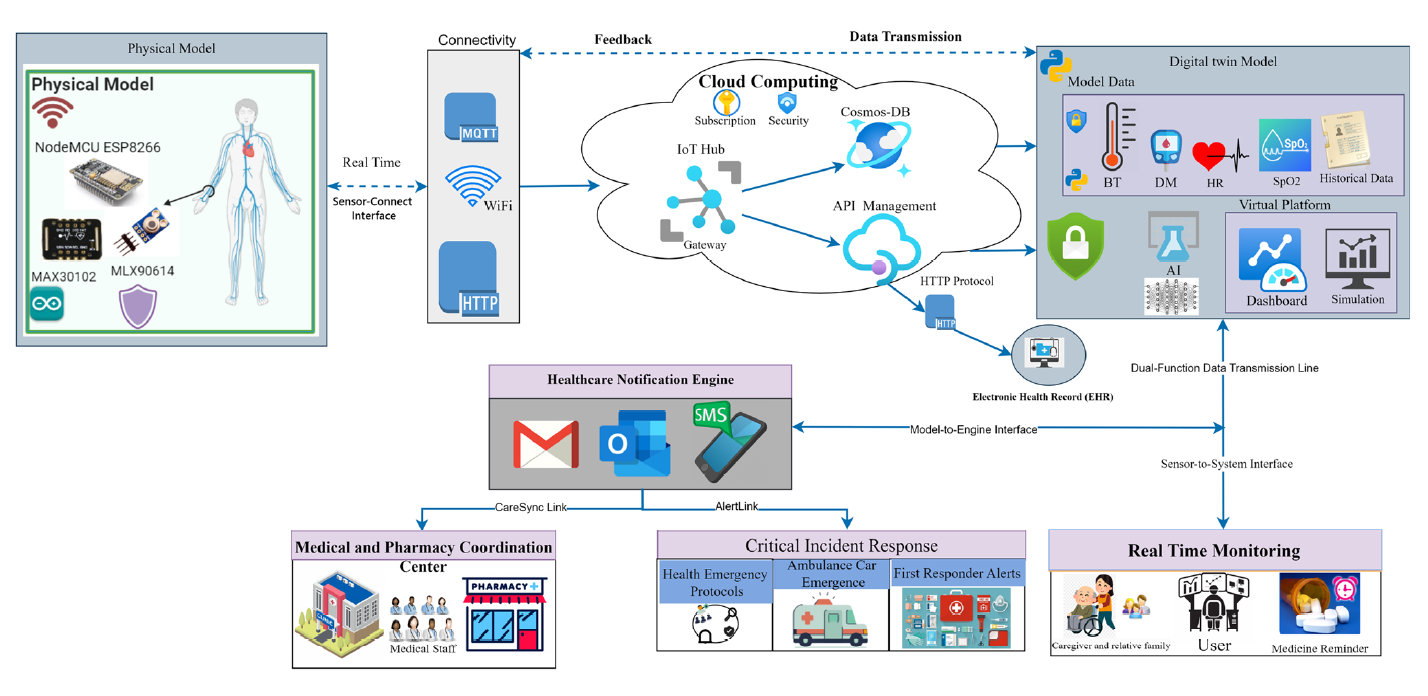 Physical Model
Physical Model
NodeMCU ESP8266
MAX30102
MLX90614
Real Time
Sensor-Connect
Interface
Connectivity
MQTT
WiFi
HTTP
Feedback
Data Transmission
Cloud Computing
Subscription
Security
IoT Hub
Gateway
Cosmos-DB
API Management
HTTP Protocol
HTTP
Electronic Health Record (EHR)
Digital twin Model
Model Data
BT
DM
HR
SpO2
SpO2
Historical Data
Virtual Platform
AI
Dashboard
Simulation
Dual-Function Data Transmission Line
Model-to-Engine Interface
Sensor-to-System Interface
Healthcare Notification Engine
O
SMS
CareSync Link
AlertLink
Medical and Pharmacy Coordination
Center
CLINIC
Medical Staff
PHARMACY
Critical Incident Response
Health Emergency
Protocols
Ambulance Car
Emergence
First Responder Alerts
Real Time Monitoring
Caregiver and relative family
User
Medicine Reminder